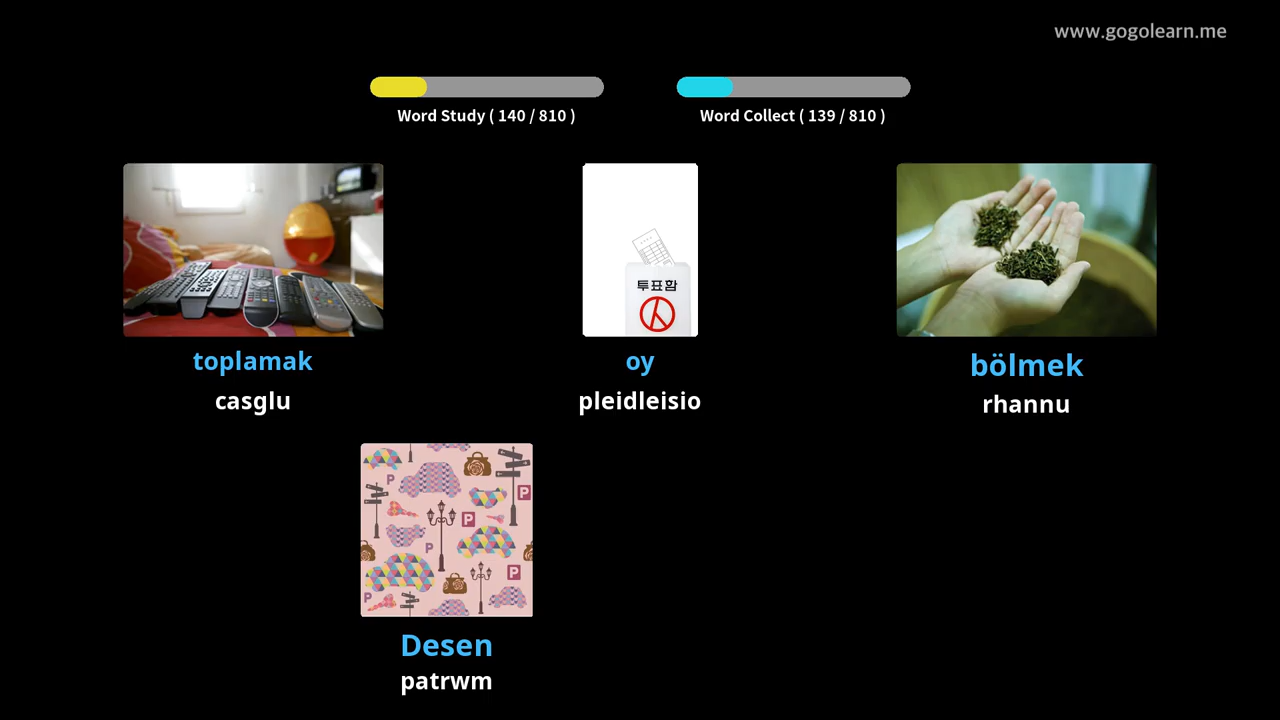 www.gogolearn.me
Word Study ( 140 / 810 )
Word Collect ( 139 / 810 )
투표함
toplamak
oy
bölmek
casglu
pleidleisio
rhannu
P
P
P
P
P
P
Desen
patrwm